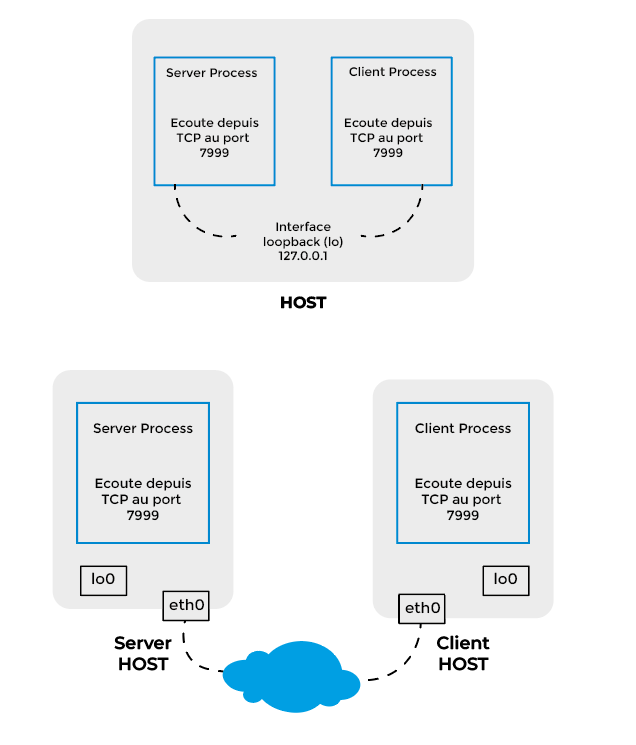 Server Process
Ecoute depuis
TCP au port
7999
Client Process
Ecoute depuis
TCP au port
7999
Interface
loopback (lo)
127.0.0.1
HOST
Server Process
Ecoute depuis
TCP au port
7999
lo0
eth0
Server
HOST
Client Process
Ecoute depuis
TCP au port
7999
lo0
eth0
Client
HOST